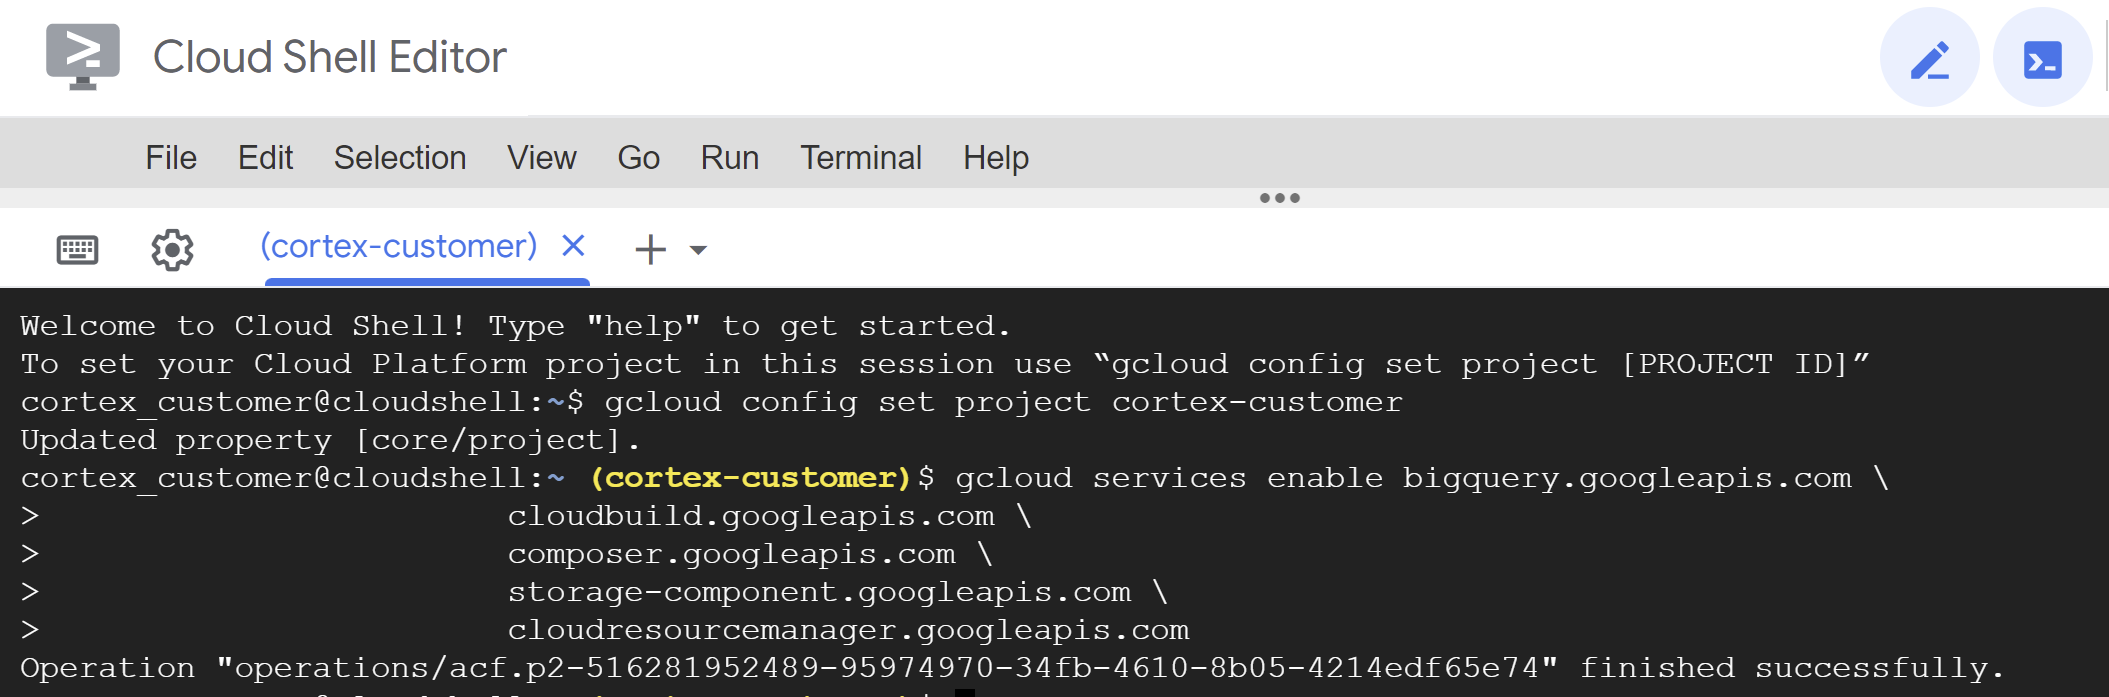 Cloud Shell Editor
File Edit Selection View Go Run Terminal Help
(cortex-customer)
Welcome to Cloud Shell! Type "help" to get started.
To set your Cloud Platform project in this session use “gcloud config set project [PROJECT ID]”
cortex_customer@cloudshell:~$ gcloud config set project cortex-customer
Updated property [core/project].
cortex_customer@cloudshell:~ (cortex-customer)$ gcloud services enable bigquery.googleapis.com \
> cloudbuild.googleapis.com \
> composer.googleapis.com \
> storage-component.googleapis.com \
> cloudresourcemanager.googleapis.com
Operation "operations/acf.p2-516281952489-95974970-34fb-4610-8b05-4214edf65e74" finished successfully.